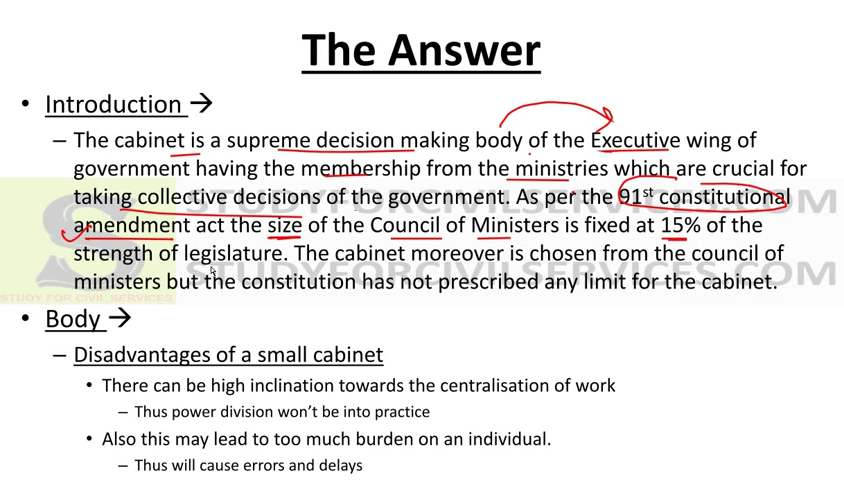 The Answer
• Introduction →
– The cabinet is a supreme decision making body of the Executive wing of
government having the membership from the ministries which are crucial for
taking collective decisions of the government. As per the 91st constitutional
amendment act the size of the Council of Ministers is fixed at 15% of the
strength of legislature. The cabinet moreover is chosen from the council of
ministers but the constitution has not prescribed any limit for the cabinet.
STUDYFORCIVILSERVICES.COM
STUDYFORCIVILSERVICES.COM
STUDY FOR CIVIL SERVICES
• Body →
– Disadvantages of a small cabinet
• There can be high inclination towards the centralisation of work
– Thus power division won't be into practice
• Also this may lead to too much burden on an individual.
– Thus will cause errors and delays